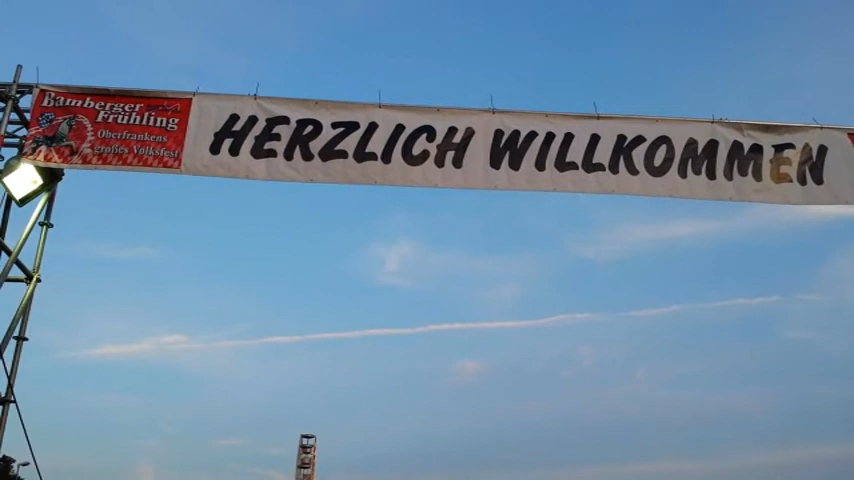 Bamberger
Frühling
Oberfrankens
großes Volksfest
HERZLICH WILLKOMMEN